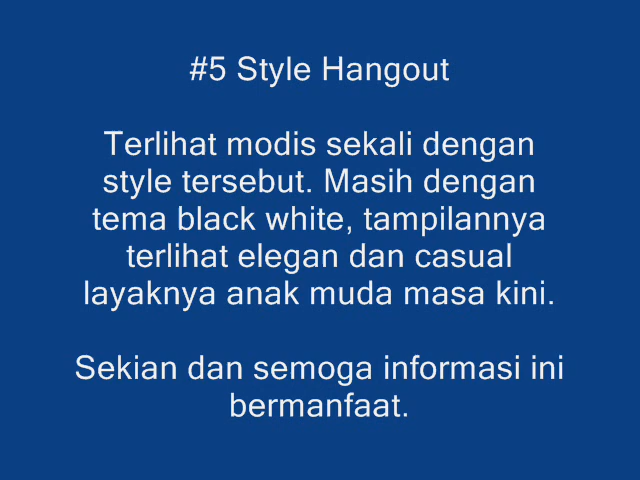 #5 Style Hangout
Terlihat modis sekali dengan
style tersebut. Masih dengan
tema black white, tampilannya
terlihat elegan dan casual
layaknya anak muda masa kini.
Sekian dan semoga informasi ini
bermanfaat.